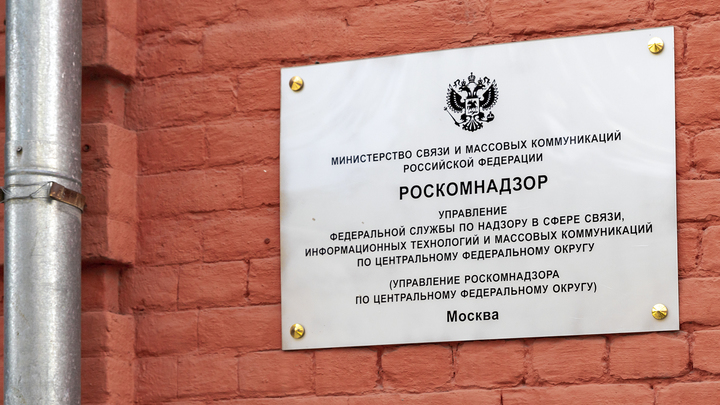 МИНИСТЕРСТВО СВЯЗИ И МАССОВЫХ КОММУНИКАЦИЙ
РОССИЙСКОЙ ФЕДЕРАЦИИ
РОСКОМНАДЗОР
УПРАВЛЕНИЕ
ФЕДЕРАЛЬНОЙ СЛУЖБЫ ПО НАДЗОРУ В СФЕРЕ СВЯЗИ,
ИНФОРМАЦИОННЫХ ТЕХНОЛОГИЙ И МАССОВЫХ КОММУНИКАЦИЙ
ПО ЦЕНТРАЛЬНОМУ ФЕДЕРАЛЬНОМУ ОКРУГУ
(УПРАВЛЕНИЕ РОСКОМНАДЗОРА
ПО ЦЕНТРАЛЬНОМУ ФЕДЕРАЛЬНОМУ ОКРУГУ)
Москва